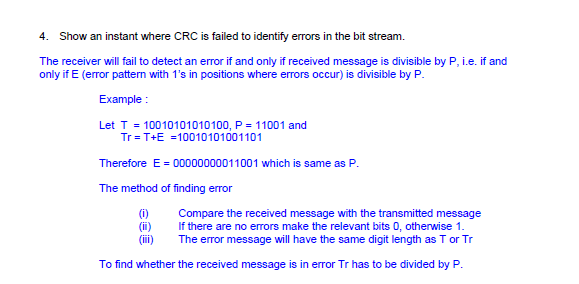 4. Show an instant where CRC is failed to identify errors in the bit stream.
The receiver will fail to detect an error if and only if received message is divisible by P, i.e. if and
only if E (error pattern with 1's in positions where errors occur) is divisible by P.
Example :
Let T = 10010101010100, P = 11001 and
Tr = T+E =10010101001101
Therefore E = 00000000011001 which is same as P.
The method of finding error
(i) Compare the received message with the transmitted message
(ii) If there are no errors make the relevant bits 0, otherwise 1.
(iii) The error message will have the same digit length as T or Tr
To find whether the received message is in error Tr has to be divided by P.